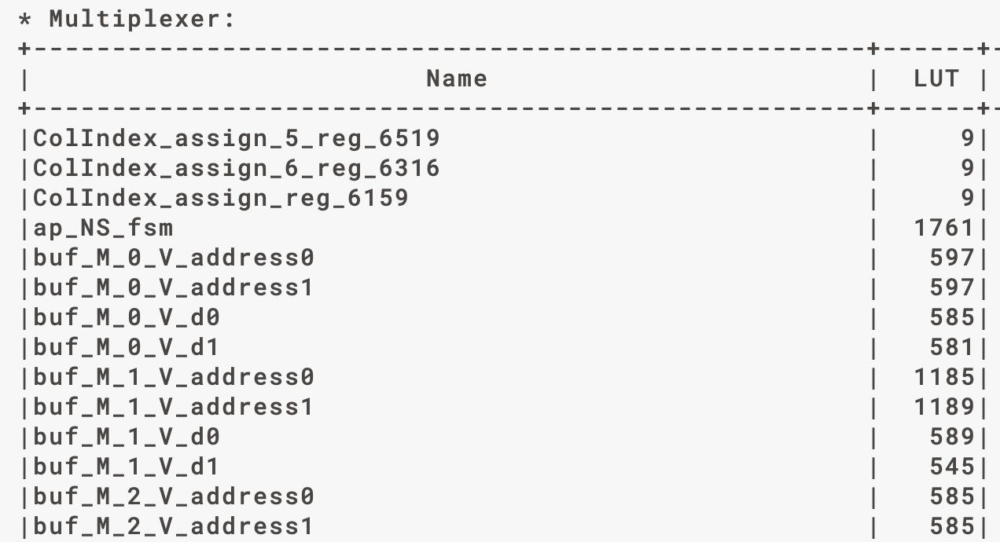 * Multiplexer:
+-----------------------------------------------------+------+-
|                         Name                        |  LUT |
+-----------------------------------------------------+------+-
|ColIndex_assign_5_reg_6519                           |     9|
|ColIndex_assign_6_reg_6316                           |     9|
|ColIndex_assign_reg_6159                             |     9|
|ap_NS_fsm                                            |  1761|
|buf_M_0_V_address0                                   |   597|
|buf_M_0_V_address1                                   |   597|
|buf_M_0_V_d0                                         |   585|
|buf_M_0_V_d1                                         |   581|
|buf_M_1_V_address0                                   |  1185|
|buf_M_1_V_address1                                   |  1189|
|buf_M_1_V_d0                                         |   589|
|buf_M_1_V_d1                                         |   545|
|buf_M_2_V_address0                                   |   585|
|buf_M_2_V_address1                                   |   585|